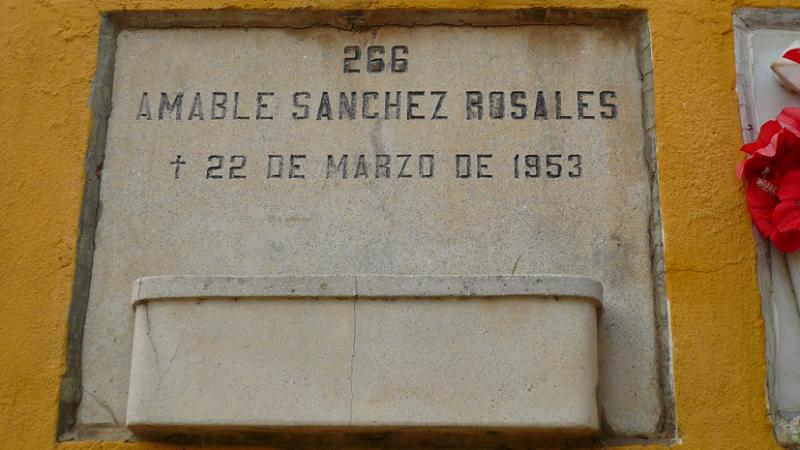 266
AMABLE SANCHEZ ROSALES
† 22 DE MARZO DE 1953